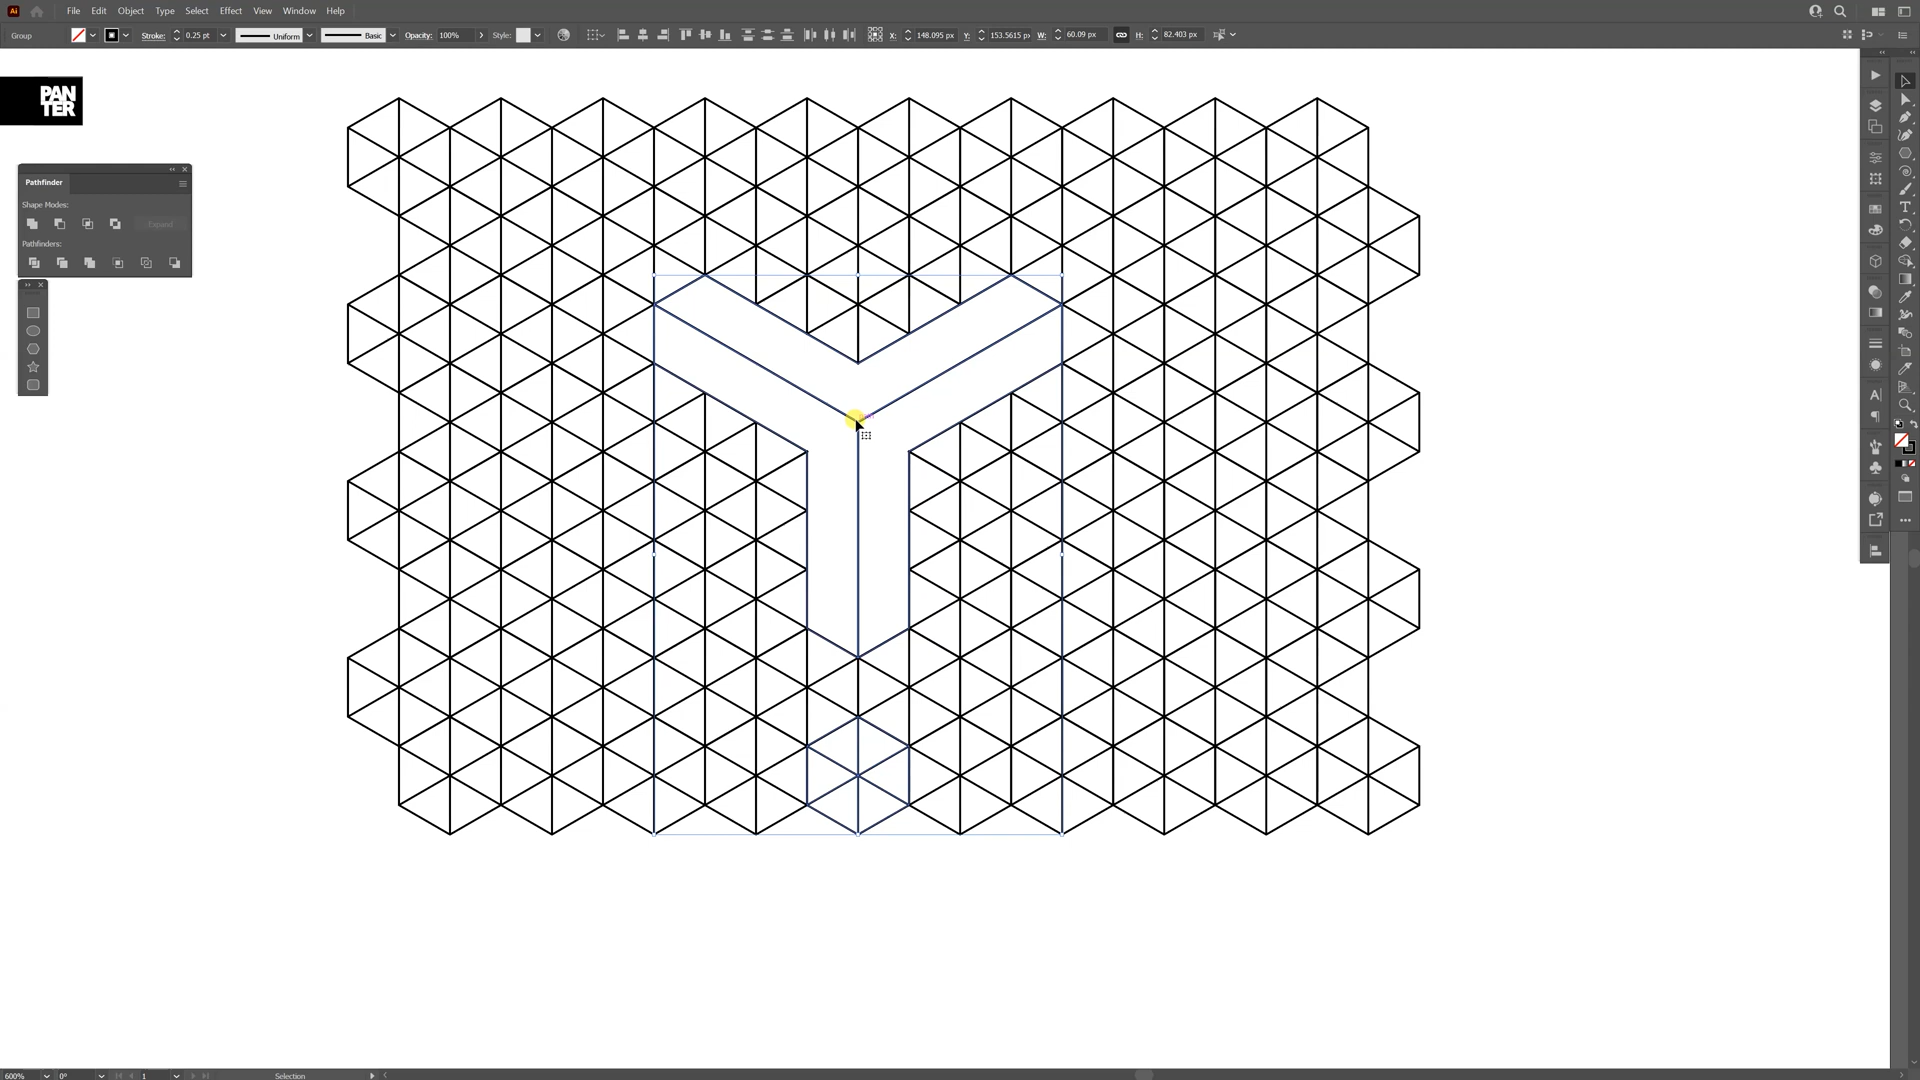 Ai File Edit Object Type Select Effect View Window Help
Group Stroke: 0.25 pt Uniform Basic Opacity: 100% Style: X: 148.095 px Y: 153.5615 px W: 60.09 px H: 82.403 px
PAN
TER
Pathfinder
Shape Modes:
Expand
Pathfinders:
600% 0° 1 Selection